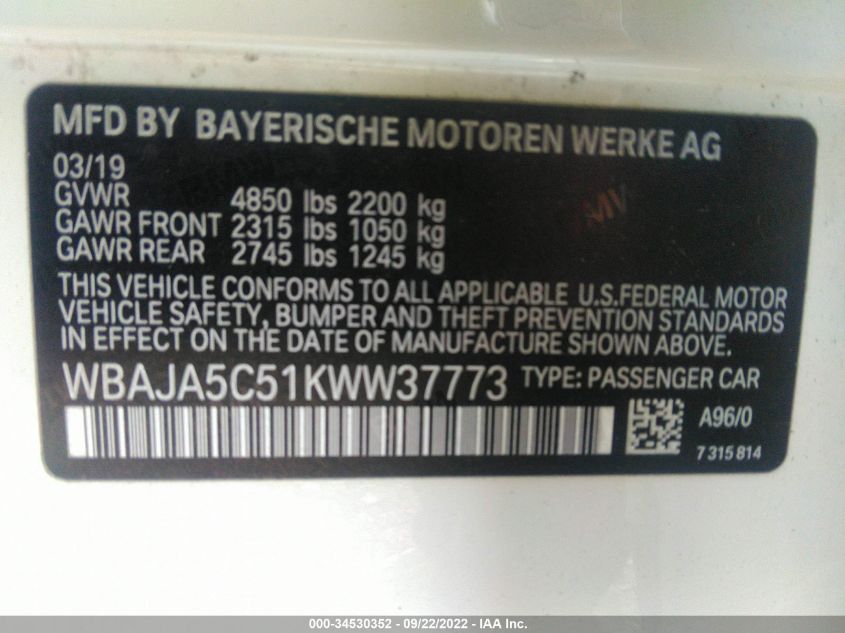 MFD BY BAYERISCHE MOTOREN WERKE AG
03/19
GVWR 4850 lbs 2200 kg
GAWR FRONT 2315 lbs 1050 kg
GAWR REAR 2745 lbs 1245 kg
THIS VEHICLE CONFORMS TO ALL APPLICABLE U.S.FEDERAL MOTOR
VEHICLE SAFETY, BUMPER AND THEFT PREVENTION STANDARDS
IN EFFECT ON THE DATE OF MANUFACTURE SHOWN ABOVE.
WBAJA5C51KWW37773 TYPE: PASSENGER CAR
A96/0
7 315 814
000-34530352 - 09/22/2022 - IAA Inc.